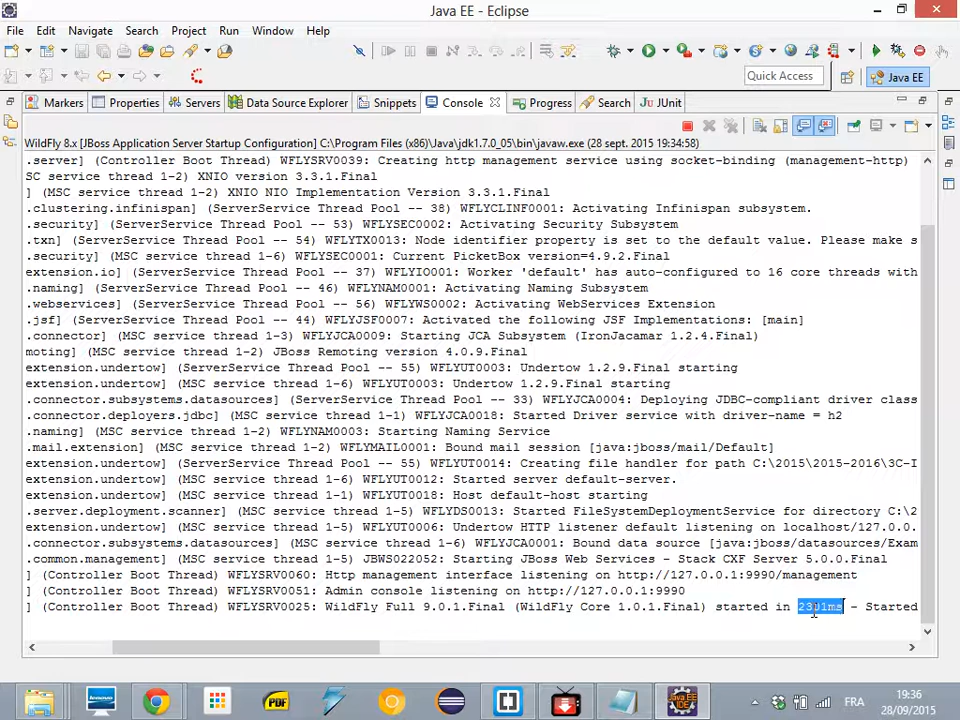 Java EE - Eclipse
File Edit Navigate Search Project Run Window Help
Quick Access
Java EE
Markers Properties Servers Data Source Explorer Snippets Console Progress Search JUnit
WildFly 8.x [JBoss Application Server Startup Configuration] C:\Program Files (x86)\Java\jdk1.7.0_05\bin\javaw.exe (28 sept. 2015 19:34:58)
.server] (Controller Boot Thread) WFLYSRV0039: Creating http management service using socket-binding (management-http)
SC service thread 1-2) XNIO version 3.3.1.Final
] (MSC service thread 1-2) XNIO NIO Implementation Version 3.3.1.Final
.clustering.infinispan] (ServerService Thread Pool -- 38) WFLYCLINF0001: Activating Infinispan subsystem.
.security] (ServerService Thread Pool -- 53) WFLYSEC0002: Activating Security Subsystem
.txn] (ServerService Thread Pool -- 54) WFLYTX0013: Node identifier property is set to the default value. Please make s
.security] (MSC service thread 1-6) WFLYSEC0001: Current PicketBox version=4.9.2.Final
extension.io] (ServerService Thread Pool -- 37) WFLYIO001: Worker 'default' has auto-configured to 16 core threads with
.naming] (ServerService Thread Pool -- 46) WFLYNAM0001: Activating Naming Subsystem
.webservices] (ServerService Thread Pool -- 56) WFLYWS0002: Activating WebServices Extension
.jsf] (ServerService Thread Pool -- 44) WFLYJSF0007: Activated the following JSF Implementations: [main]
.connector] (MSC service thread 1-3) WFLYJCA0009: Starting JCA Subsystem (IronJacamar 1.2.4.Final)
moting] (MSC service thread 1-2) JBoss Remoting version 4.0.9.Final
extension.undertow] (ServerService Thread Pool -- 55) WFLYUT0003: Undertow 1.2.9.Final starting
extension.undertow] (MSC service thread 1-6) WFLYUT0003: Undertow 1.2.9.Final starting
.connector.subsystems.datasources] (ServerService Thread Pool -- 33) WFLYJCA0004: Deploying JDBC-compliant driver class
.connector.deployers.jdbc] (MSC service thread 1-1) WFLYJCA0018: Started Driver service with driver-name = h2
.naming] (MSC service thread 1-2) WFLYNAM0003: Starting Naming Service
.mail.extension] (MSC service thread 1-2) WFLYMAIL0001: Bound mail session [java:jboss/mail/Default]
extension.undertow] (ServerService Thread Pool -- 55) WFLYUT0014: Creating file handler for path C:\2015\2015-2016\3C-I
extension.undertow] (MSC service thread 1-6) WFLYUT0012: Started server default-server.
extension.undertow] (MSC service thread 1-1) WFLYUT0018: Host default-host starting
.server.deployment.scanner] (MSC service thread 1-5) WFLYDS0013: Started FileSystemDeploymentService for directory C:\2
extension.undertow] (MSC service thread 1-5) WFLYUT0006: Undertow HTTP listener default listening on localhost/127.0.0.
.connector.subsystems.datasources] (MSC service thread 1-6) WFLYJCA0001: Bound data source [java:jboss/datasources/Exam
.common.management] (MSC service thread 1-5) JBWS022052: Starting JBoss Web Services - Stack CXF Server 5.0.0.Final
] (Controller Boot Thread) WFLYSRV0060: Http management interface listening on http://127.0.0.1:9990/management
] (Controller Boot Thread) WFLYSRV0051: Admin console listening on http://127.0.0.1:9990
] (Controller Boot Thread) WFLYSRV0025: WildFly Full 9.0.1.Final (WildFly Core 1.0.1.Final) started in 2301ms - Started
PDF
FRA
19:36
28/09/2015